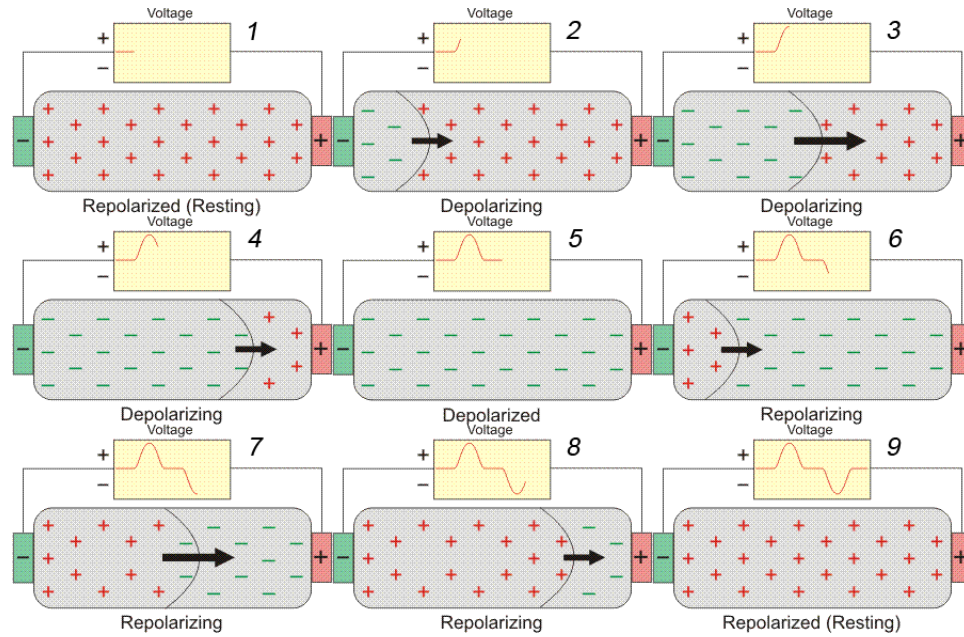 Voltage
1
+
−
− +
Repolarized (Resting)
Voltage
2
+
−
− +
Depolarizing
Voltage
3
+
−
− +
Depolarizing
Voltage
4
+
−
− +
Depolarizing
Voltage
5
+
−
− +
Depolarized
Voltage
6
+
−
− +
Repolarizing
Voltage
7
+
−
− +
Repolarizing
Voltage
8
+
−
− +
Repolarizing
Voltage
9
+
−
− +
Repolarized (Resting)